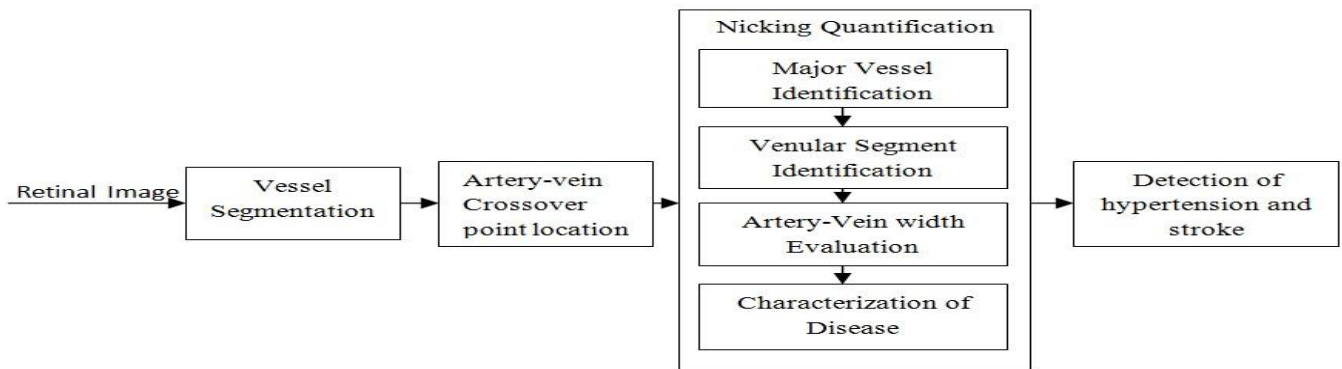 Retinal Image
Vessel
Segmentation
Artery-vein
Crossover
point location
Nicking Quantification
Major Vessel
Identification
Venular Segment
Identification
Artery-Vein width
Evaluation
Characterization of
Disease
Detection of
hypertension and
stroke